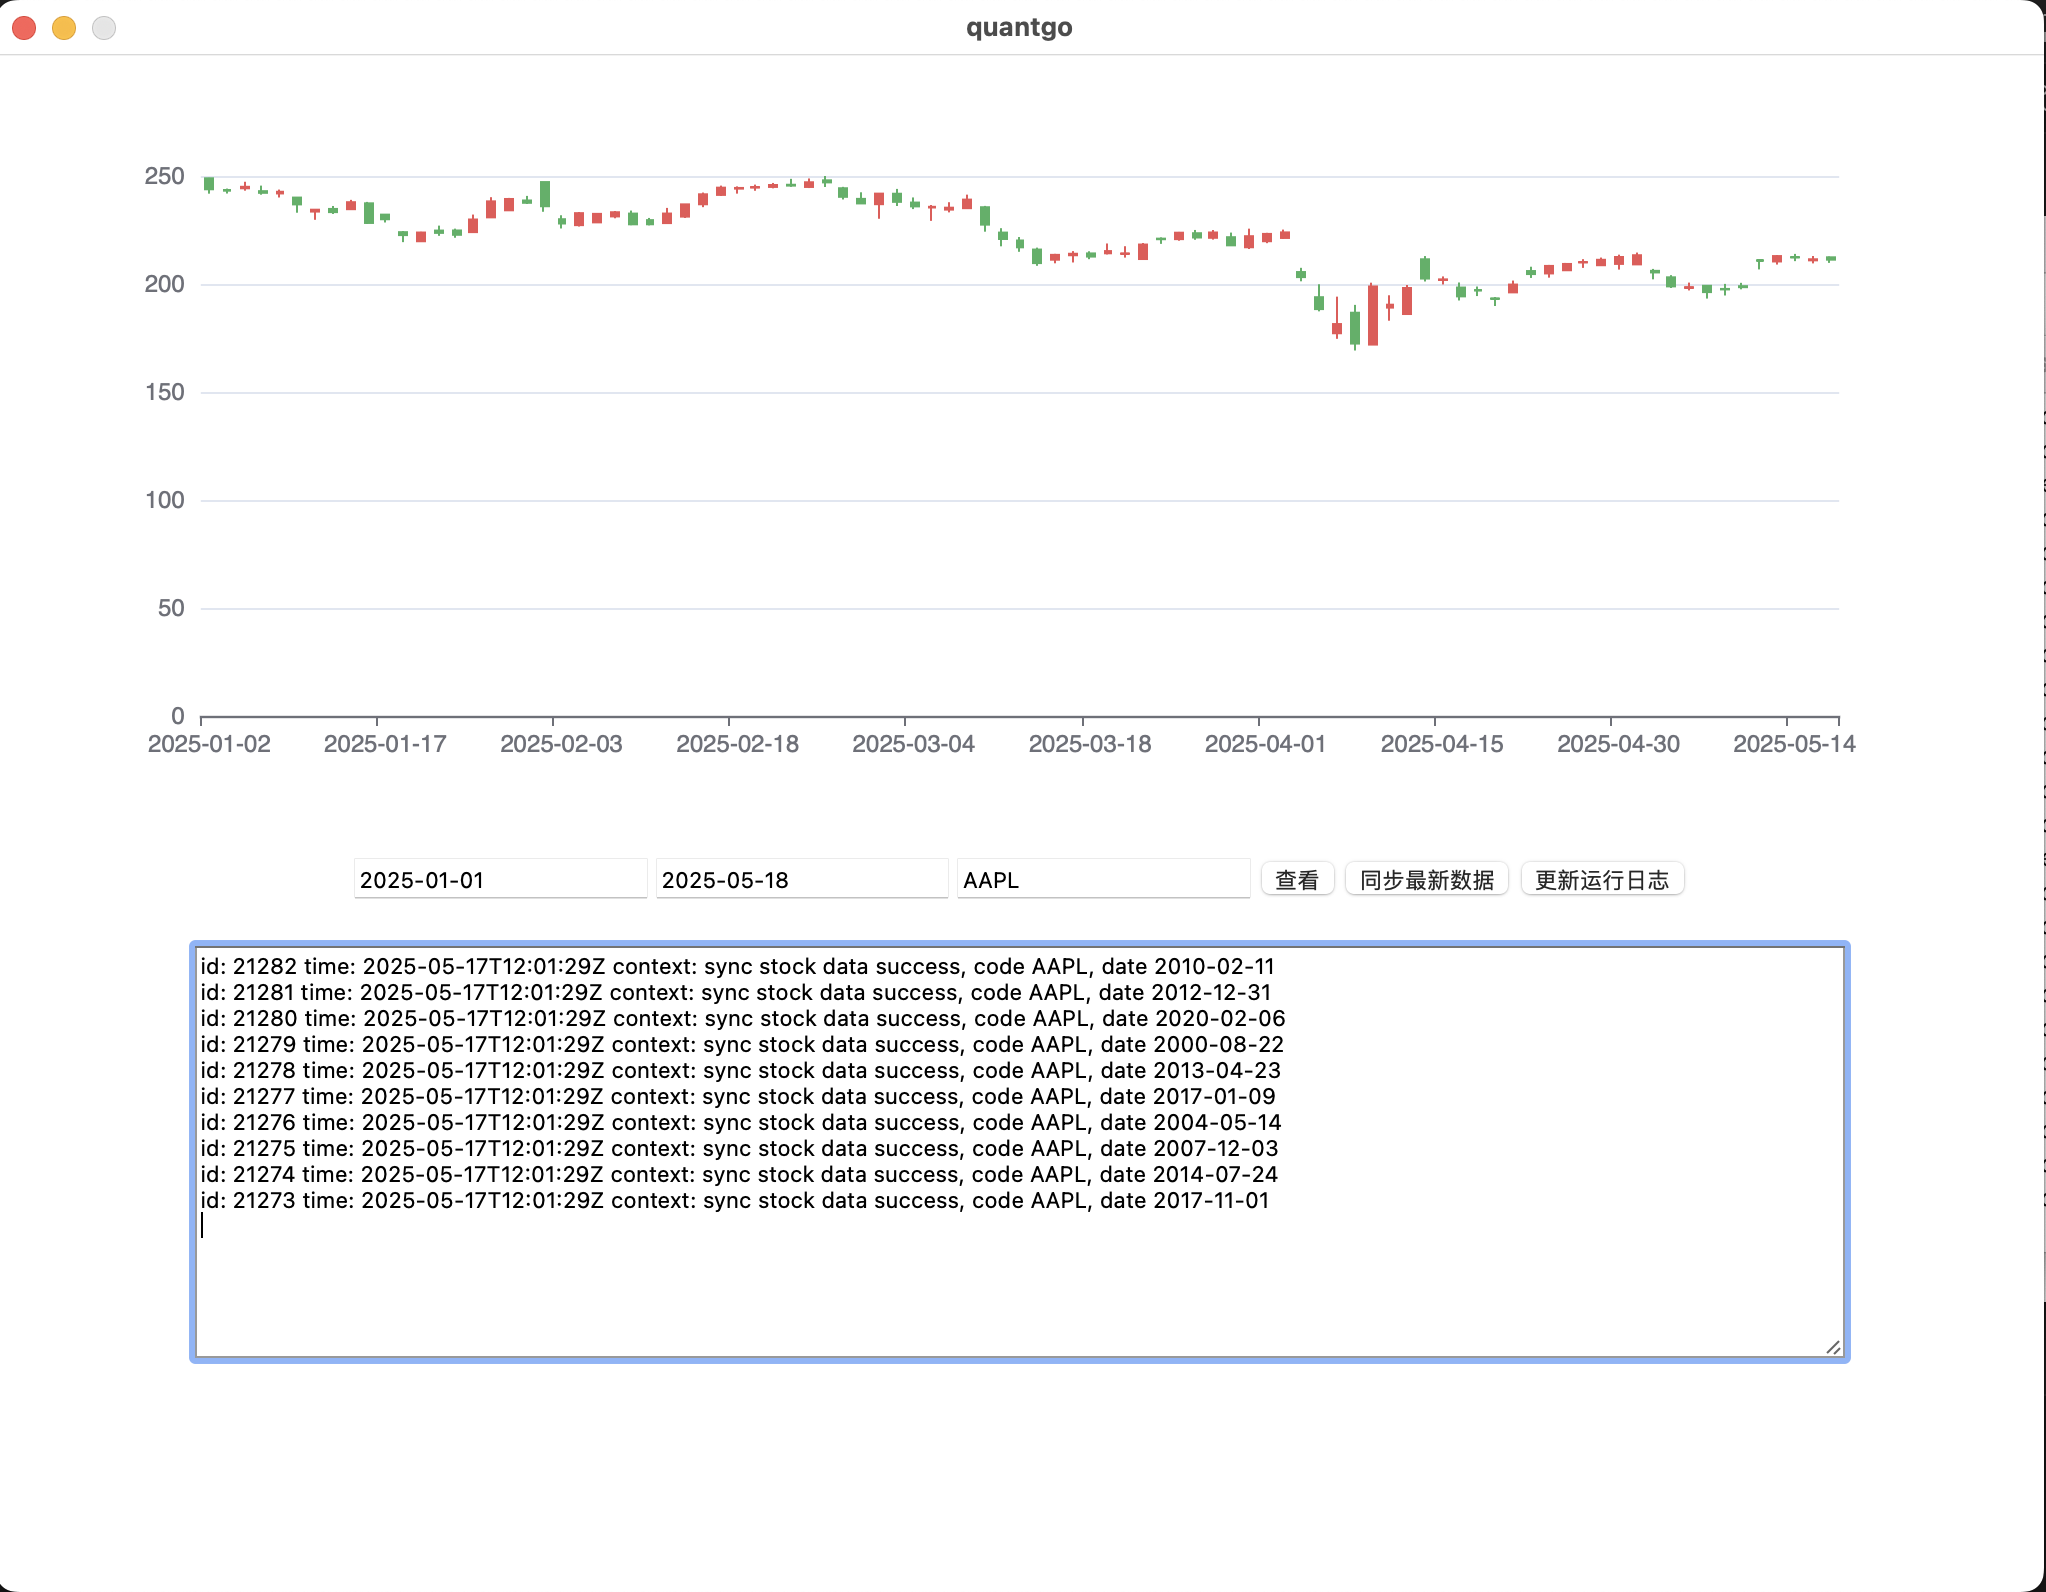 quantgo
250
200
150
100
50
0
2025-01-02 2025-01-17 2025-02-03 2025-02-18 2025-03-04 2025-03-18 2025-04-01 2025-04-15 2025-04-30 2025-05-14
2025-01-01 2025-05-18 AAPL 查看 同步最新数据 更新运行日志
id: 21282 time: 2025-05-17T12:01:29Z context: sync stock data success, code AAPL, date 2010-02-11
id: 21281 time: 2025-05-17T12:01:29Z context: sync stock data success, code AAPL, date 2012-12-31
id: 21280 time: 2025-05-17T12:01:29Z context: sync stock data success, code AAPL, date 2020-02-06
id: 21279 time: 2025-05-17T12:01:29Z context: sync stock data success, code AAPL, date 2000-08-22
id: 21278 time: 2025-05-17T12:01:29Z context: sync stock data success, code AAPL, date 2013-04-23
id: 21277 time: 2025-05-17T12:01:29Z context: sync stock data success, code AAPL, date 2017-01-09
id: 21276 time: 2025-05-17T12:01:29Z context: sync stock data success, code AAPL, date 2004-05-14
id: 21275 time: 2025-05-17T12:01:29Z context: sync stock data success, code AAPL, date 2007-12-03
id: 21274 time: 2025-05-17T12:01:29Z context: sync stock data success, code AAPL, date 2014-07-24
id: 21273 time: 2025-05-17T12:01:29Z context: sync stock data success, code AAPL, date 2017-11-01